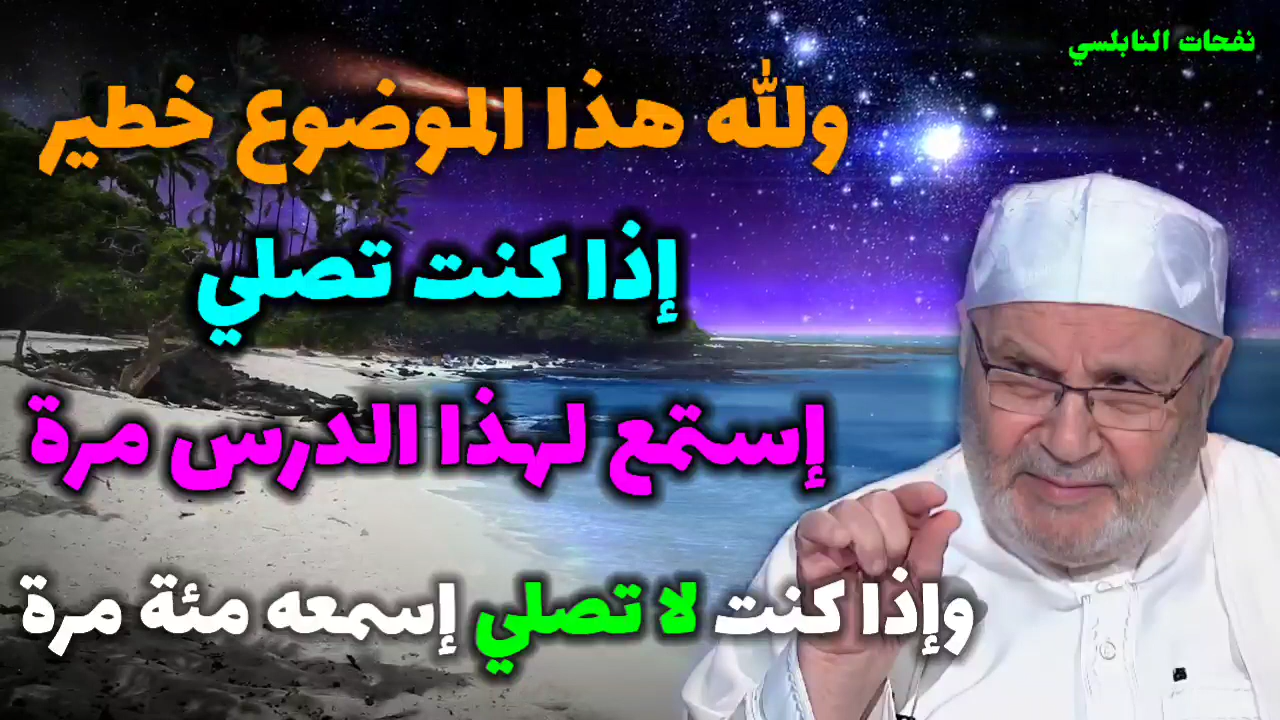 نفحات النابلسي
ولله هذا الموضوع خطير
إذا كنت تصلي
إستمع لهذا الدرس مرة
وإذا كنت لا تصلي إسمعه مئة مرة